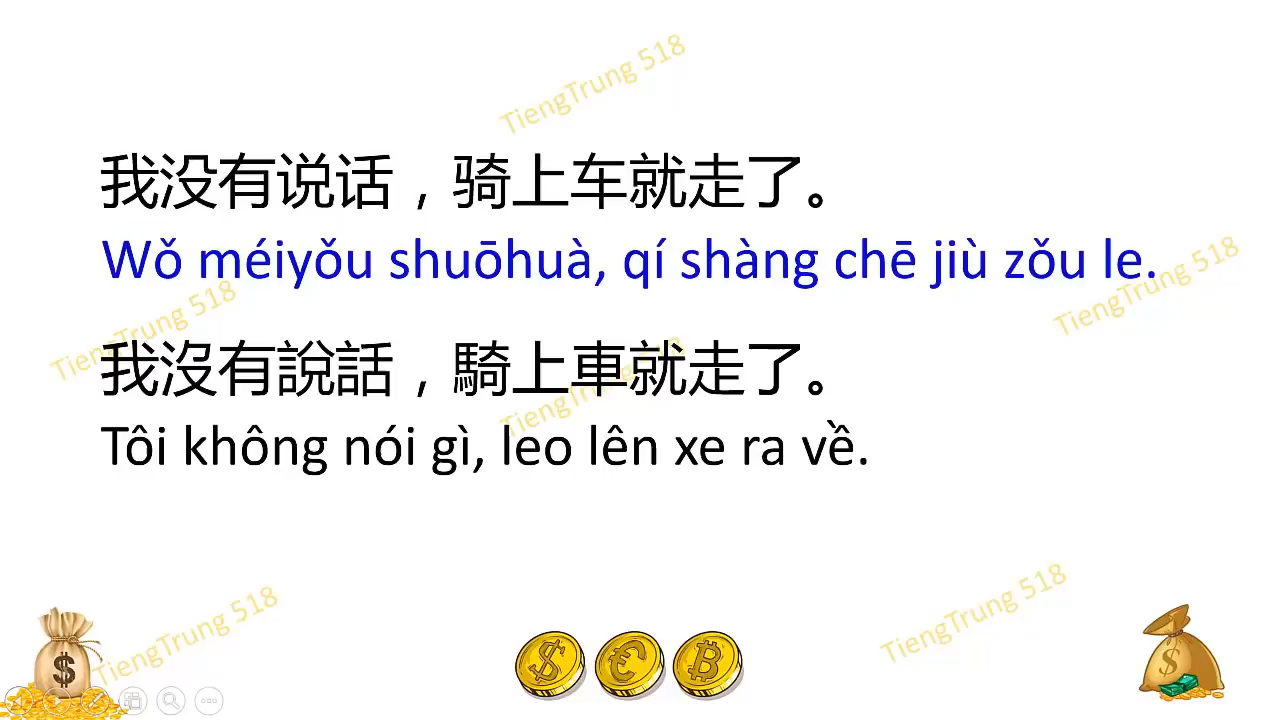 TiengTrung 518
我没有说话，骑上车就走了。
Wǒ méiyǒu shuōhuà, qí shàng chē jiù zǒu le.
TiengTrung 518
TiengTrung 518
我沒有說話，騎上車就走了。
TiengTrung 518
Tôi không nói gì, leo lên xe ra về.
TiengTrung 518
TiengTrung 518